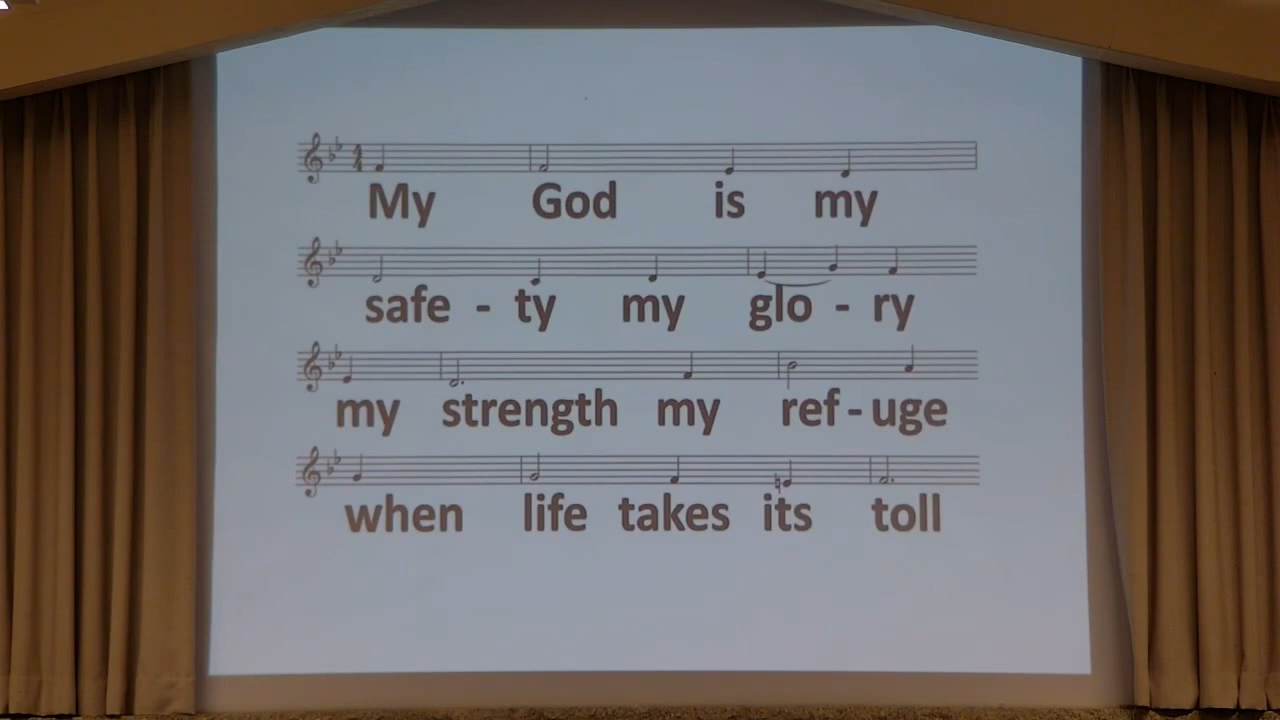 My God is my
safe - ty my glo - ry
my strength my ref - uge
when life takes its toll